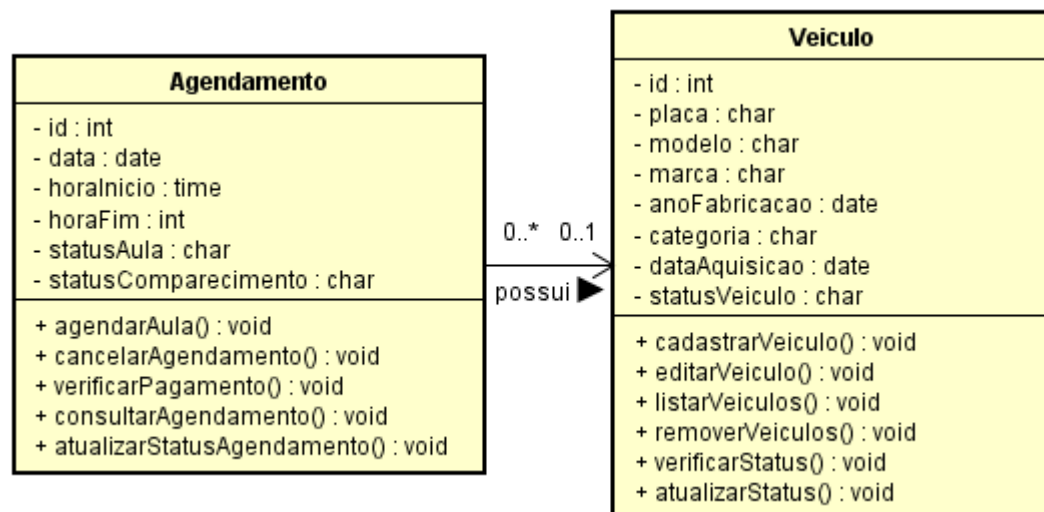 Agendamento
- id : int
- data : date
- horaInicio : time
- horaFim : int
- statusAula : char
- statusComparecimento : char
+ agendarAula() : void
+ cancelarAgendamento() : void
+ verificarPagamento() : void
+ consultarAgendamento() : void
+ atualizarStatusAgendamento() : void
0..* 0..1
possui
Veiculo
- id : int
- placa : char
- modelo : char
- marca : char
- anoFabricacao : date
- categoria : char
- dataAquisicao : date
- statusVeiculo : char
+ cadastrarVeiculo() : void
+ editarVeiculo() : void
+ listarVeiculos() : void
+ removerVeiculos() : void
+ verificarStatus() : void
+ atualizarStatus() : void